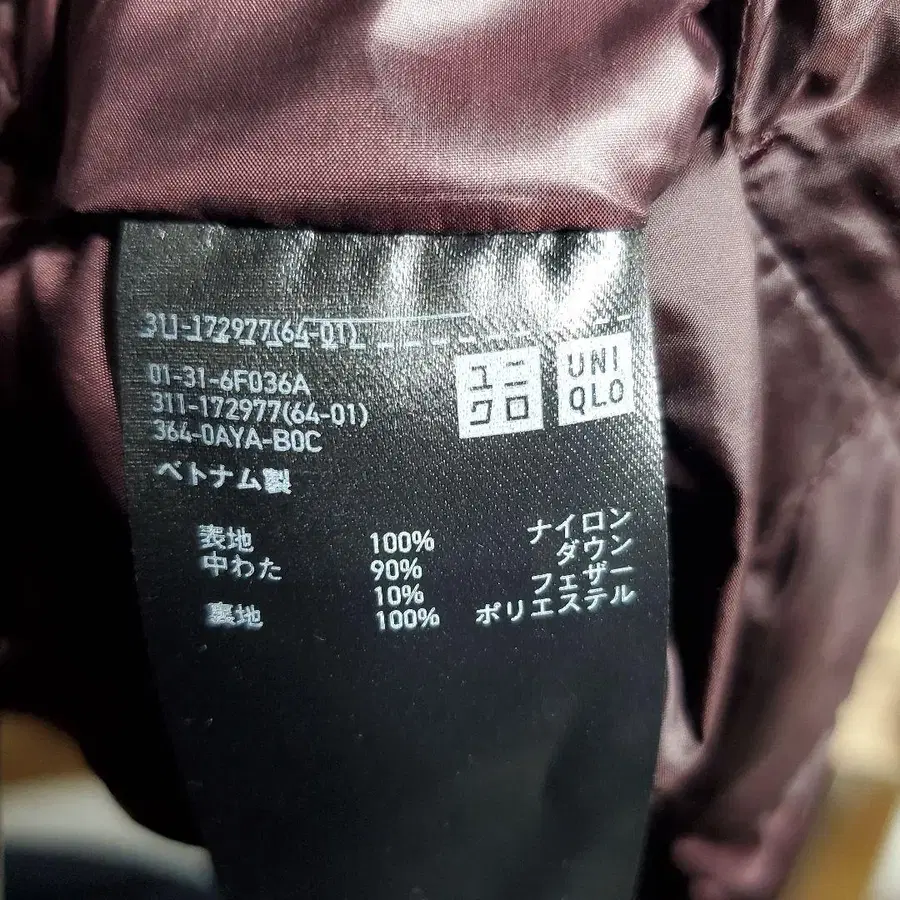 311-172977(64-01)
01-31-6F036A
311-172977(64-01)
364-0AYA-B0C
ユニ
クロ
UNI
QLO
ベトナム製
表地 100% ナイロン
中わた 90% ダウン
10% フェザー
裏地 100% ポリエステル